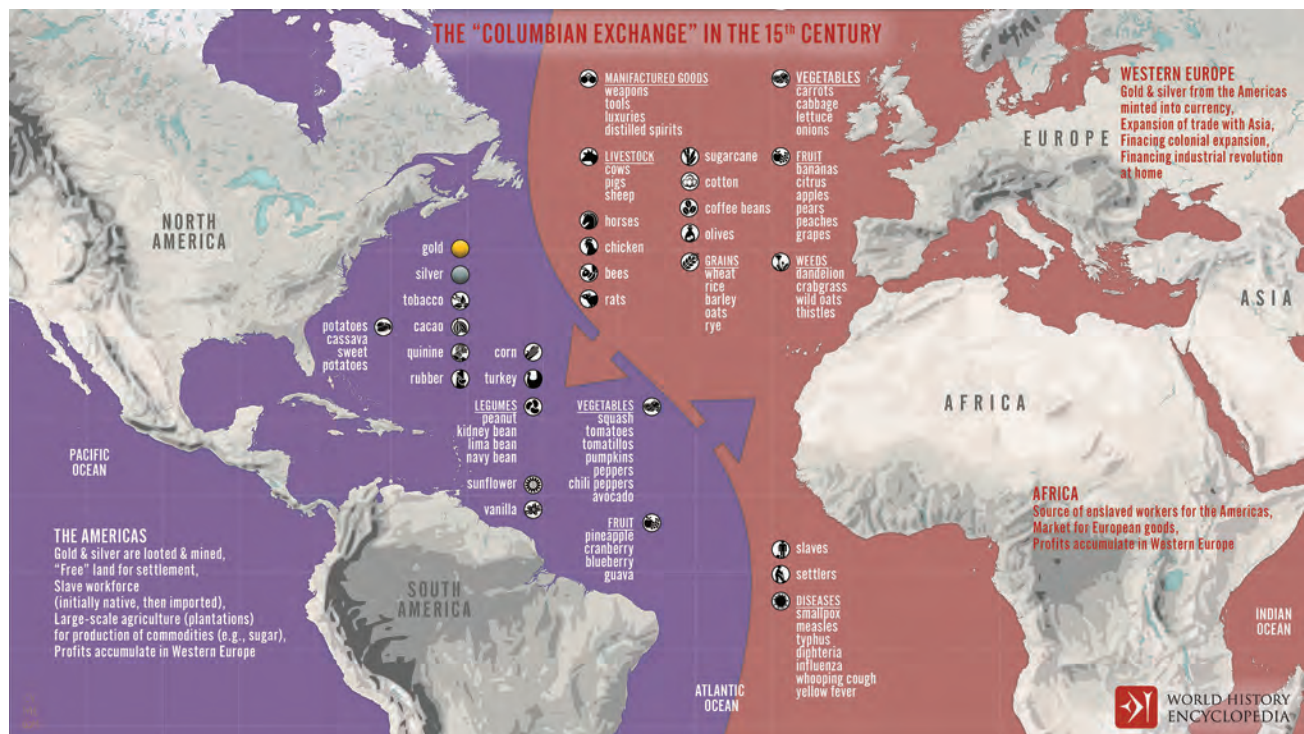 THE "COLUMBIAN EXCHANGE" IN THE 15th CENTURY
MANIFACTURED GOODS
weapons
tools
luxuries
distilled spirits
LIVESTOCK
cows
pigs
sheep
horses
chicken
bees
rats
sugarcane
cotton
coffee beans
olives
GRAINS
wheat
rice
barley
oats
rye
VEGETABLES
carrots
cabbage
lettuce
onions
FRUIT
bananas
citrus
apples
pears
peaches
grapes
WEEDS
dandelion
crabgrass
wild oats
thistles
WESTERN EUROPE
Gold & silver from the Americas
minted into currency,
Expansion of trade with Asia,
Finacing colonial expansion,
Financing industrial revolution
at home
EUROPE
ASIA
NORTH
AMERICA
gold
silver
tobacco
cacao
quinine
rubber
potatoes
cassava
sweet
potatoes
corn
turkey
LEGUMES
peanut
kidney bean
lima bean
navy bean
sunflower
vanilla
VEGETABLES
squash
tomatoes
tomatillos
pumpkins
peppers
chili peppers
avocado
FRUIT
pineapple
cranberry
blueberry
guava
AFRICA
PACIFIC
OCEAN
THE AMERICAS
Gold & silver are looted & mined,
"Free" land for settlement,
Slave workforce
(initially native, then imported),
Large-scale agriculture (plantations)
for production of commodities (e.g., sugar),
Profits accumulate in Western Europe
SOUTH
AMERICA
AFRICA
Source of enslaved workers for the Americas,
Market for European goods,
Profits accumulate in Western Europe
slaves
settlers
DISEASES
smallpox
measles
typhus
diphteria
influenza
whooping cough
yellow fever
ATLANTIC
OCEAN
INDIAN
OCEAN
WORLD HISTORY
ENCYCLOPEDIA